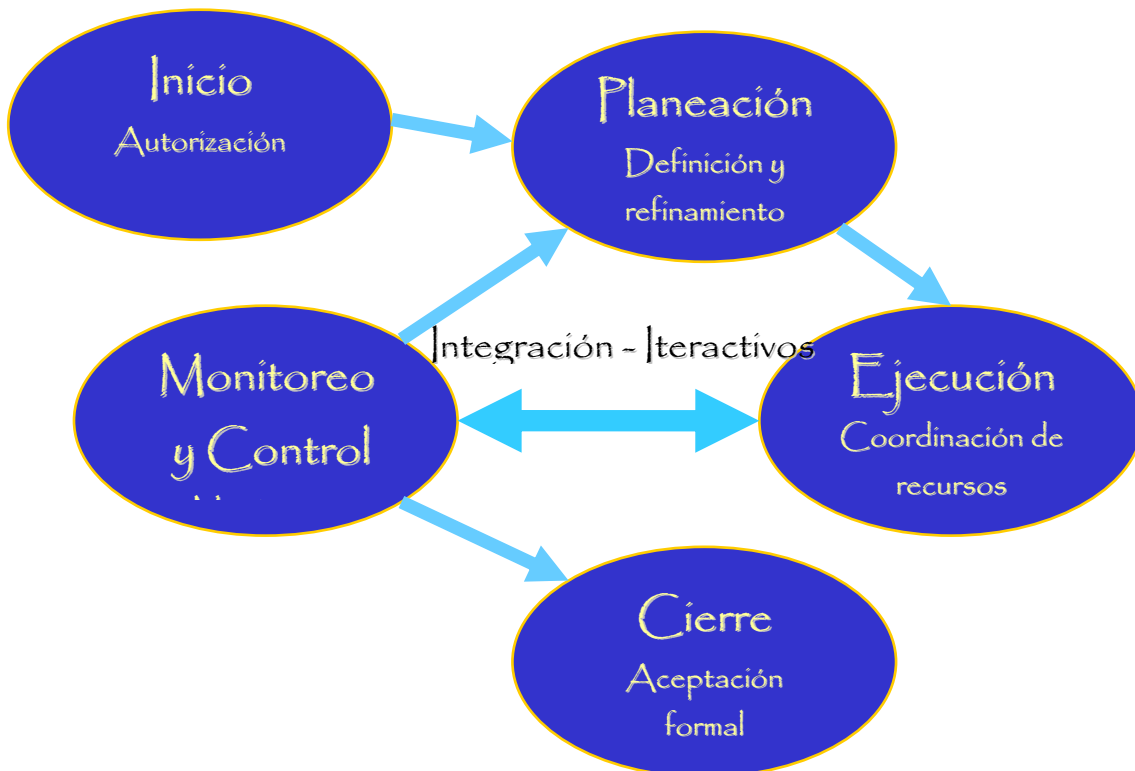 Inicio
Autorización
Planeación
Definición y
refinamiento
Integración - Iteractivos
Monitoreo
y Control
Ejecución
Coordinación de
recursos
Cierre
Aceptación
formal